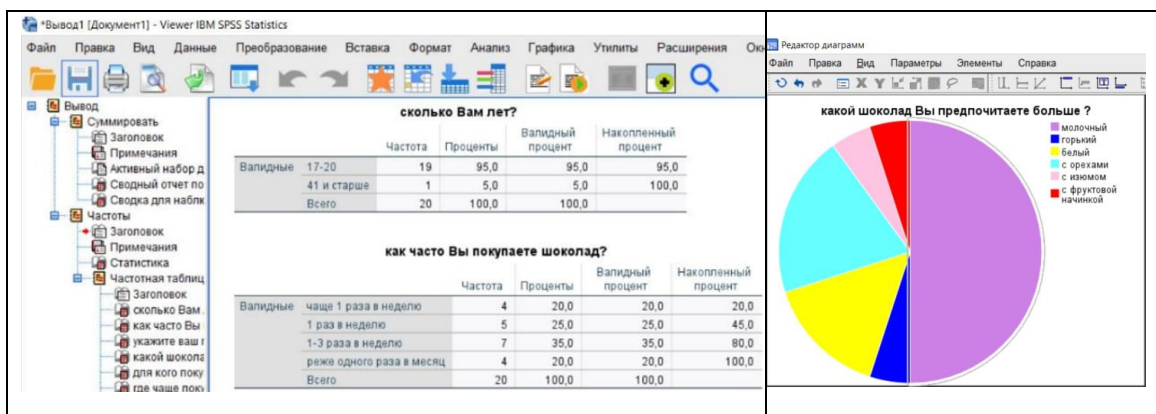 *Вывод1 [Документ1] - Viewer IBM SPSS Statistics
Файл Правка Вид Данные Преобразование Вставка Формат Анализ Графика Утилиты Расширения Окн
Вывод
Суммировать
Заголовок
Примечания
Активный набор д
Сводный отчет по
Сводка для наблк
Частоты
Заголовок
Примечания
Статистика
Частотная таблиц
Заголовок
сколько Вам
как часто Вы
укажите ваш г
какой шокола
для кого поку
где чаще поку
сколько Вам лет?
Частота Проценты Валидный процент Накопленный процент
Валидные 17-20 19 95,0 95,0 95,0
41 и старше 1 5,0 5,0 100,0
Всего 20 100,0 100,0
как часто Вы покупаете шоколад?
Частота Проценты Валидный процент Накопленный процент
Валидные чаще 1 раза в неделю 4 20,0 20,0 20,0
1 раз в неделю 5 25,0 25,0 45,0
1-3 раза в неделю 7 35,0 35,0 80,0
реже одного раза в месяц 4 20,0 20,0 100,0
Всего 20 100,0 100,0
Редактор диаграмм
Файл Правка Вид Параметры Элементы Справка
X Y
какой шоколад Вы предпочитаете больше ?
молочный
горький
белый
с орехами
с изюмом
с фруктовой
начинкой